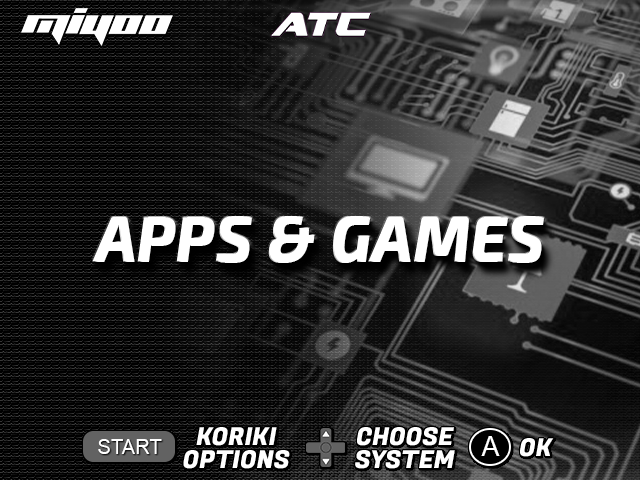 miyoo ATC
APPS & GAMES
START KORIKI OPTIONS CHOOSE SYSTEM A OK